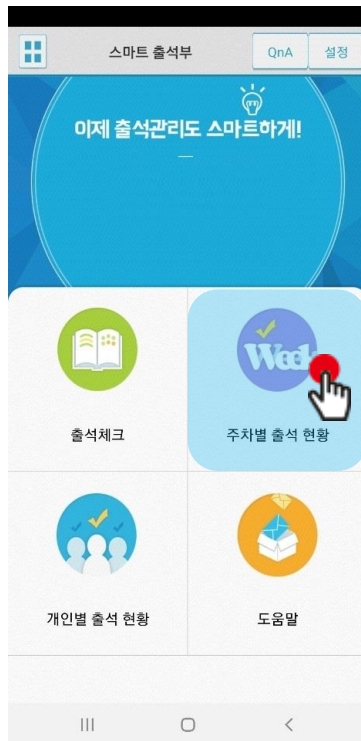 스마트 출석부
QnA
설정
이제 출석관리도 스마트하게!
Week
출석체크
주차별 출석 현황
개인별 출석 현황
도움말